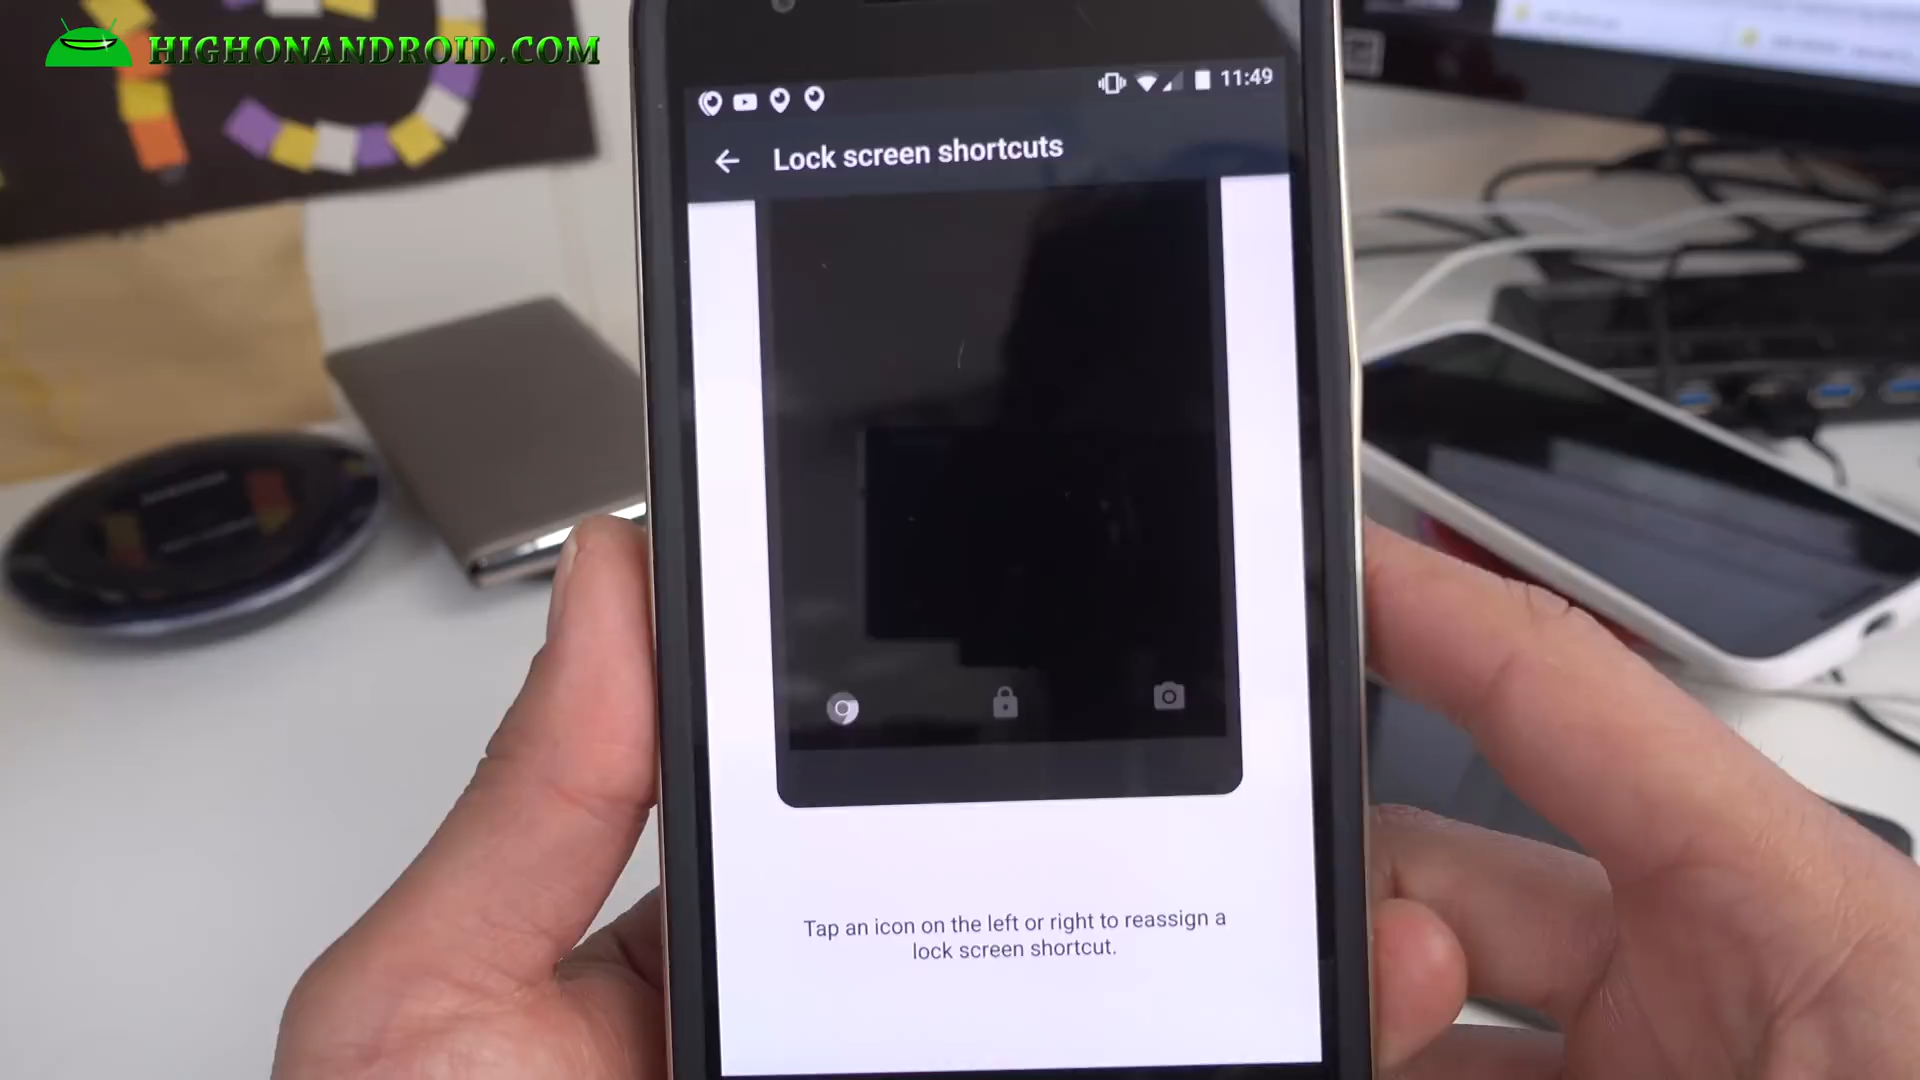 HIGHONANDROID.COM
11:49
Lock screen shortcuts
Tap an icon on the left or right to reassign a
lock screen shortcut.